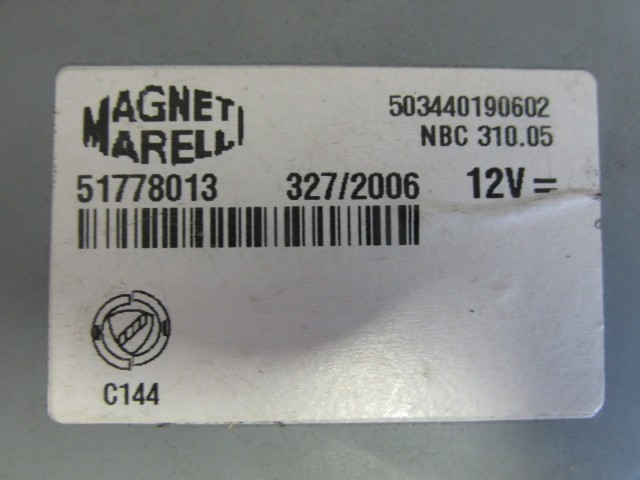 MAGNETI
MARELLI
503440190602
NBC 310.05
51778013 327/2006 12V =
C144